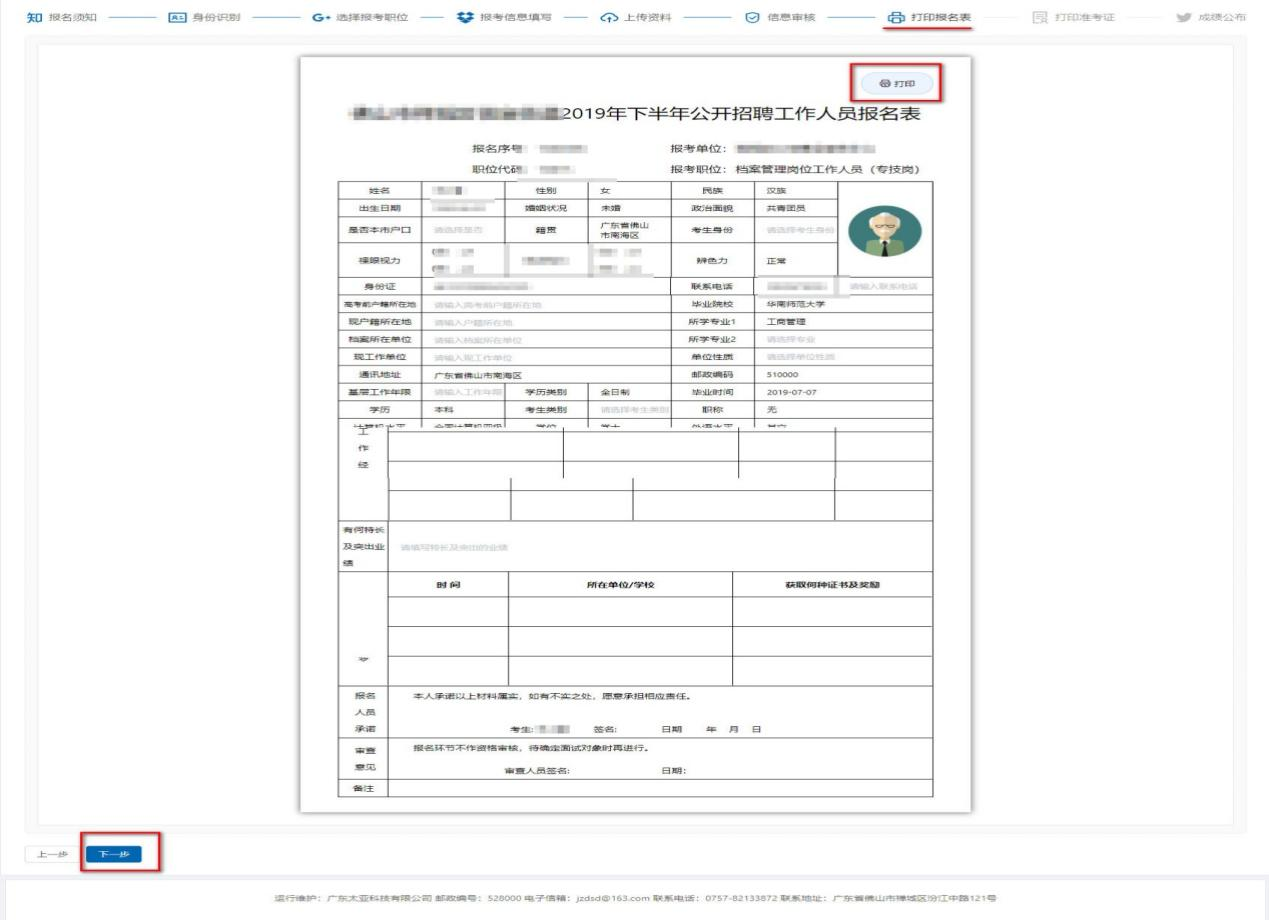 知 报名须知 身份识别 G+ 选择报考职位 报考信息填写 上传资料 信息审核 打印报名表 打印准考证 成绩公布
打印
2019年下半年公开招聘工作人员报名表
报名序号 报考单位：
职位代码 报考职位：档案管理岗位工作人员（专技岗）
姓名 性别 女 民族 汉族
出生日期 婚姻状况 未婚 政治面貌 共青团员
是否本市户口 请选择是否 籍贯 广东省佛山市南海区 考生身份 请选择考生身份
裸眼视力 辨色力 正常
身份证 联系电话 请输入联系电话
高考前户籍所在地 请输入高考前户籍所在地 毕业院校 华南师范大学
现户籍所在地 请输入户籍所在地 所学专业1 工商管理
档案所在单位 请输入档案所在单位 所学专业2 请选择专业
现工作单位 请输入现工作单位 单位性质 请选择单位性质
通讯地址 广东省佛山市南海区 邮政编码 510000
基层工作年限 请输入工作年限 学历类别 全日制 毕业时间 2019-07-07
学历 本科 考生类别 请选择考生类别 职称 无
计算机水平 全国计算机四级 学位 学士 外语水平 其它
工
作
经
有何特长
及突出业 请填写特长及突出的业绩
绩
时间 所在单位/学校 获取何种证书及奖励
报名 本人承诺以上材料属实，如有不实之处，愿意承担相应责任。
人员
承诺 考生: 签名: 日期 年 月 日
审查 报名环节不作资格审核，待确定面试对象时再进行。
意见 审查人员签名: 日期:
备注
上一步 下一步
运行维护：广东太亚科技有限公司 邮政编号：528000 电子信箱：jzdsd@163.com 联系电话：0757-82133872 联系地址：广东省佛山市禅城区汾江中路121号